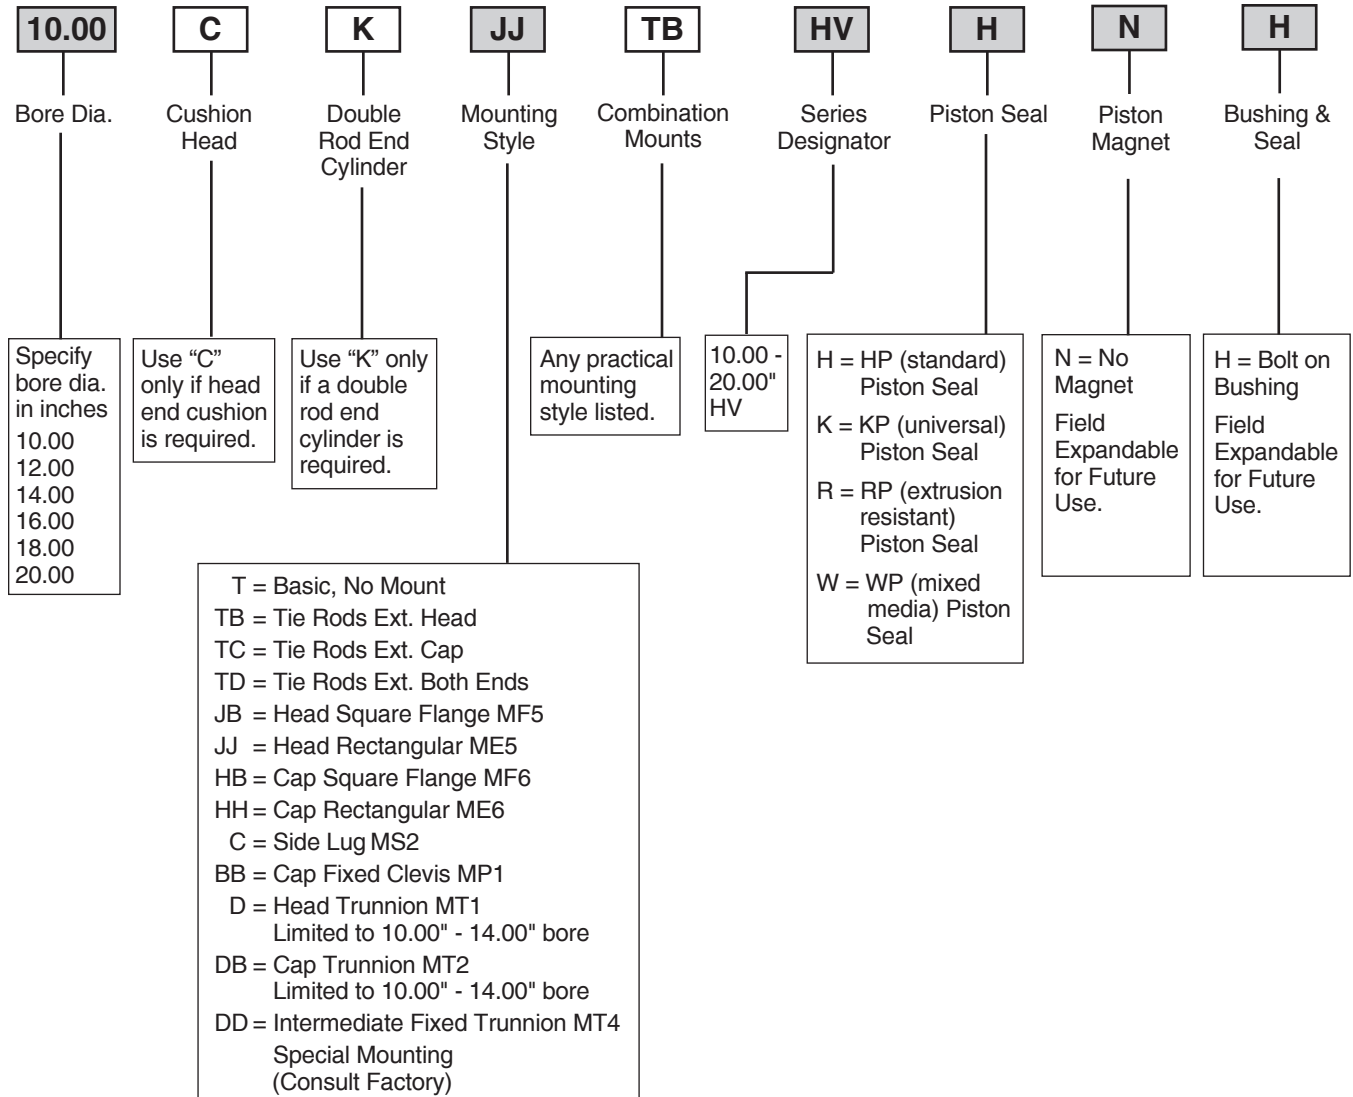 10.00 C K JJ TB HV H N H
Bore Dia.
Cushion
Head
Double
Rod End
Cylinder
Mounting
Style
Combination
Mounts
Series
Designator
Piston Seal
Piston
Magnet
Bushing &
Seal
Specify
bore dia.
in inches
10.00
12.00
14.00
16.00
18.00
20.00
Use “C”
only if head
end cushion
is required.
Use “K” only
if a double
rod end
cylinder is
required.
Any practical
mounting
style listed.
10.00 -
20.00"
HV
H = HP (standard)
Piston Seal
K = KP (universal)
Piston Seal
R = RP (extrusion
resistant)
Piston Seal
W = WP (mixed
media) Piston
Seal
N = No
Magnet
Field
Expandable
for Future
Use.
H = Bolt on
Bushing
Field
Expandable
for Future
Use.
T = Basic, No Mount
TB = Tie Rods Ext. Head
TC = Tie Rods Ext. Cap
TD = Tie Rods Ext. Both Ends
JB = Head Square Flange MF5
JJ = Head Rectangular ME5
HB = Cap Square Flange MF6
HH = Cap Rectangular ME6
C = Side Lug MS2
BB = Cap Fixed Clevis MP1
D = Head Trunnion MT1
Limited to 10.00" - 14.00" bore
DB = Cap Trunnion MT2
Limited to 10.00" - 14.00" bore
DD = Intermediate Fixed Trunnion MT4
Special Mounting
(Consult Factory)